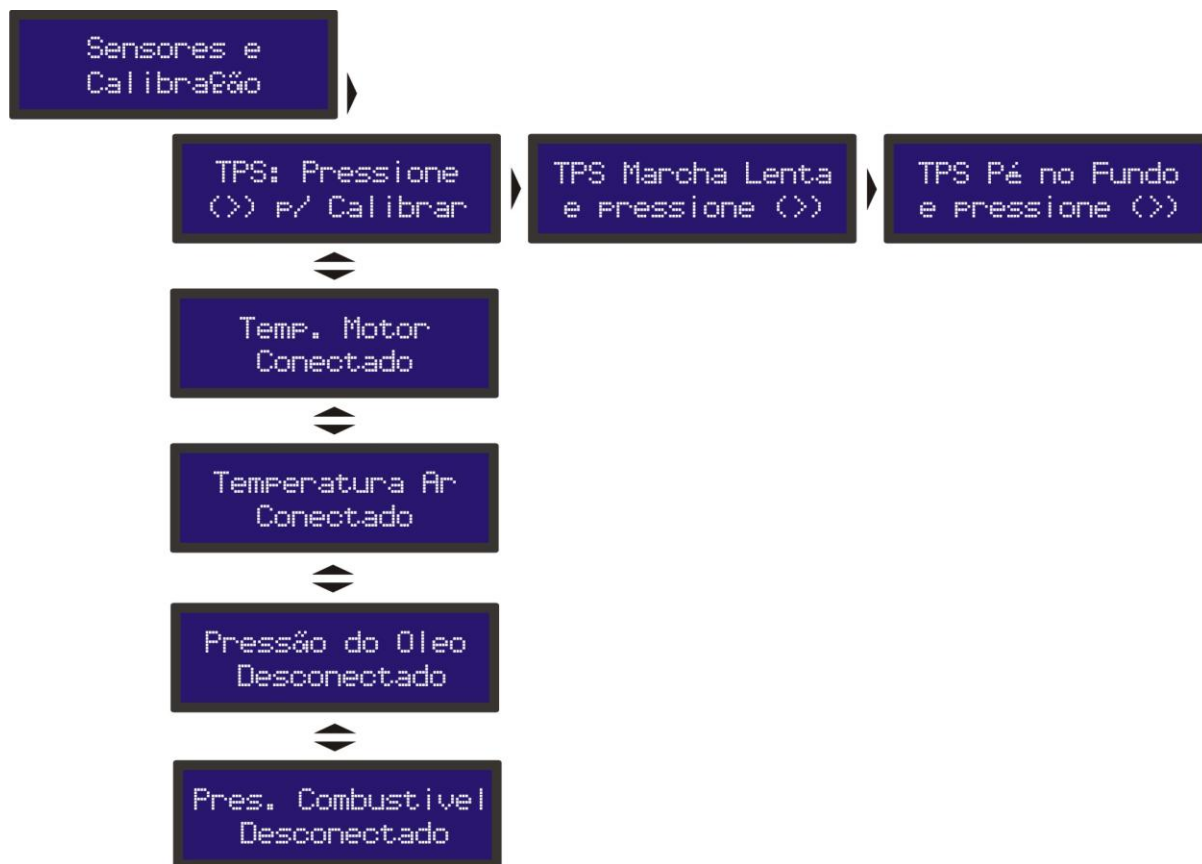 Sensores e
Calibração
TPS: Pressione
(>) p/ Calibrar
TPS Marcha Lenta
e pressione (>)
TPS Pé no Fundo
e pressione (>)
Temp. Motor
Conectado
Temperatura Ar
Conectado
Pressão do Oleo
Desconectado
Pres. Combustivel
Desconectado